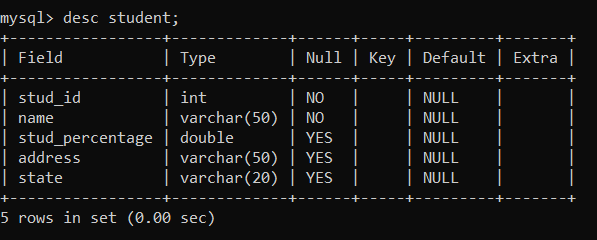 mysql> desc student;
+-----------------+-------------+------+-----+---------+-------+
| Field           | Type        | Null | Key | Default | Extra |
+-----------------+-------------+------+-----+---------+-------+
| stud_id         | int         | NO   |     | NULL    |       |
| name            | varchar(50) | NO   |     | NULL    |       |
| stud_percentage | double      | YES  |     | NULL    |       |
| address         | varchar(50) | YES  |     | NULL    |       |
| state           | varchar(20) | YES  |     | NULL    |       |
+-----------------+-------------+------+-----+---------+-------+
5 rows in set (0.00 sec)